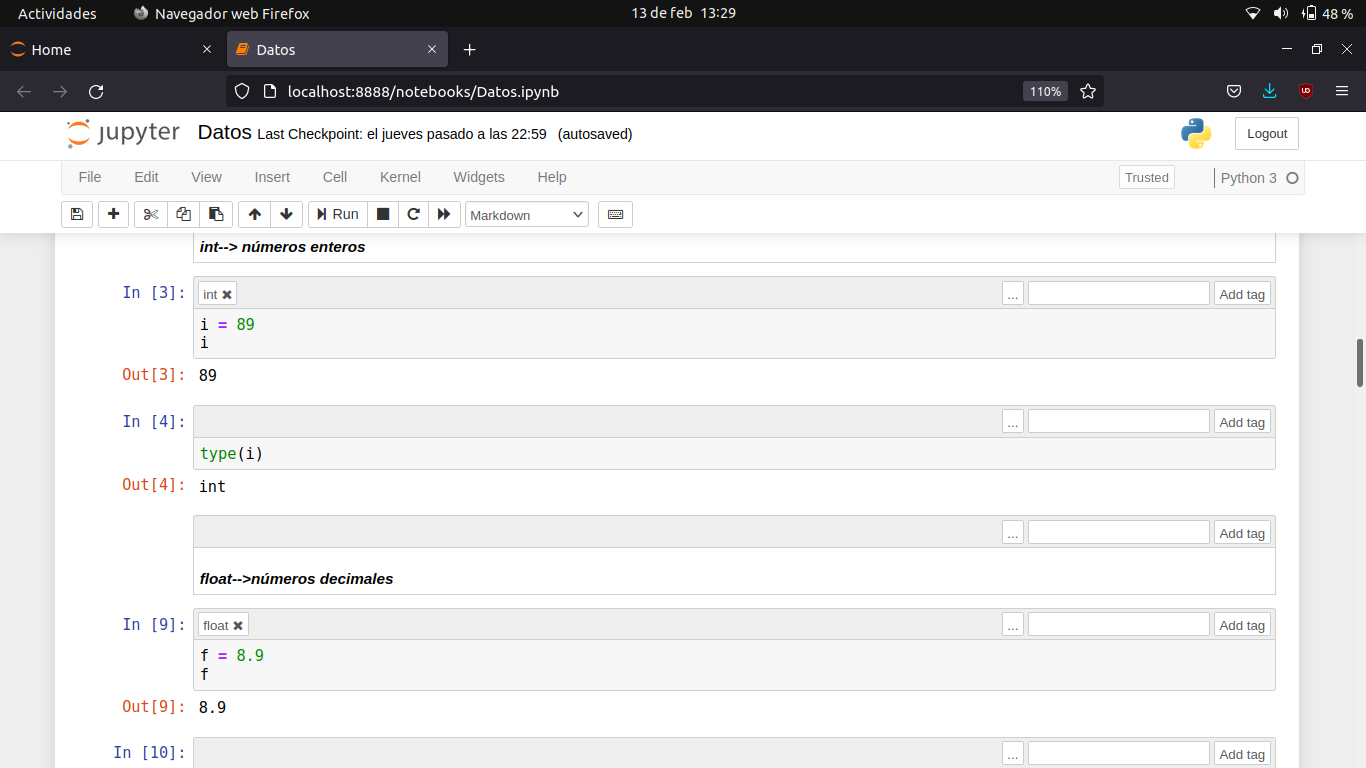 Actividades Navegador web Firefox 13 de feb 13:29 48 %
Home Datos
localhost:8888/notebooks/Datos.ipynb 110%
jupyter Datos Last Checkpoint: el jueves pasado a las 22:59 (autosaved) Logout
File Edit View Insert Cell Kernel Widgets Help Trusted Python 3
Run Markdown
int--> números enteros
In [3]: int ... Add tag
i = 89
i
Out[3]: 89
In [4]: ... Add tag
type(i)
Out[4]: int
... Add tag
float-->números decimales
In [9]: float ... Add tag
f = 8.9
f
Out[9]: 8.9
In [10]: ... Add tag